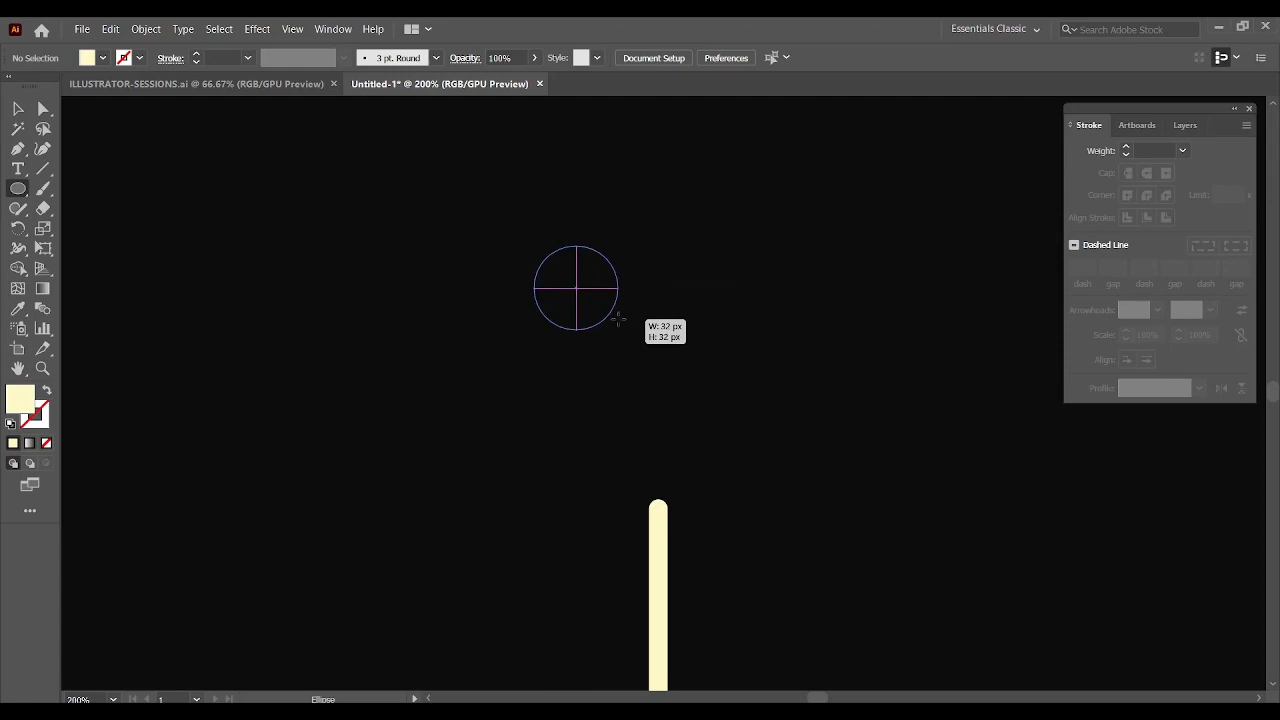 Ai File Edit Object Type Select Effect View Window Help Essentials Classic Search Adobe Stock
No Selection Stroke: 3 pt. Round Opacity: 100% Style: Document Setup Preferences
ILLUSTRATOR-SESSIONS.ai @ 66.67% (RGB/GPU Preview) Untitled-1* @ 200% (RGB/GPU Preview)
Stroke Artboards Layers
Weight:
Cap:
Corner: Limit: x
Align Stroke:
Dashed Line
dash gap dash gap dash gap
Arrowheads:
Scale: 100% 100%
Align:
Profile:
W: 32 px
H: 32 px
200% 1 Ellipse